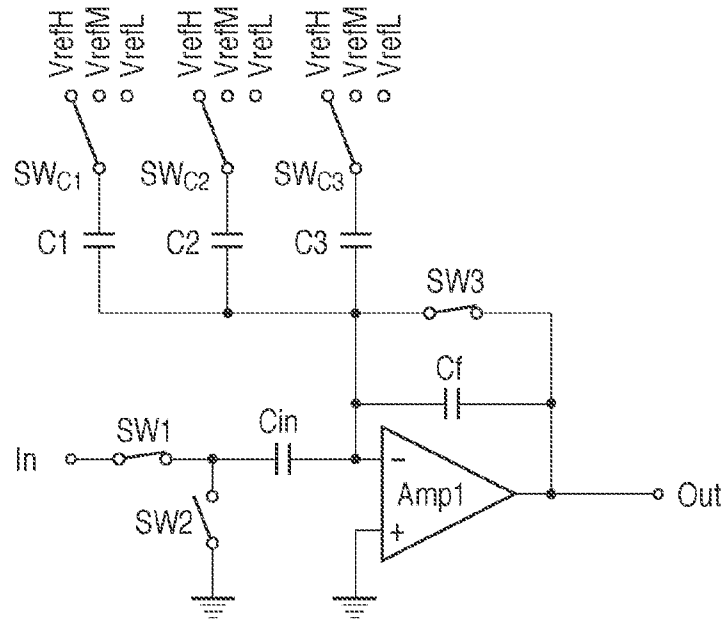 VrefH
VrefM
VrefL
VrefH
VrefM
VrefL
VrefH
VrefM
VrefL
SWC1
SWC2
SWC3
C1
C2
C3
SW3
Cf
SW1
Cin
In
−
Amp1
Out
SW2
+